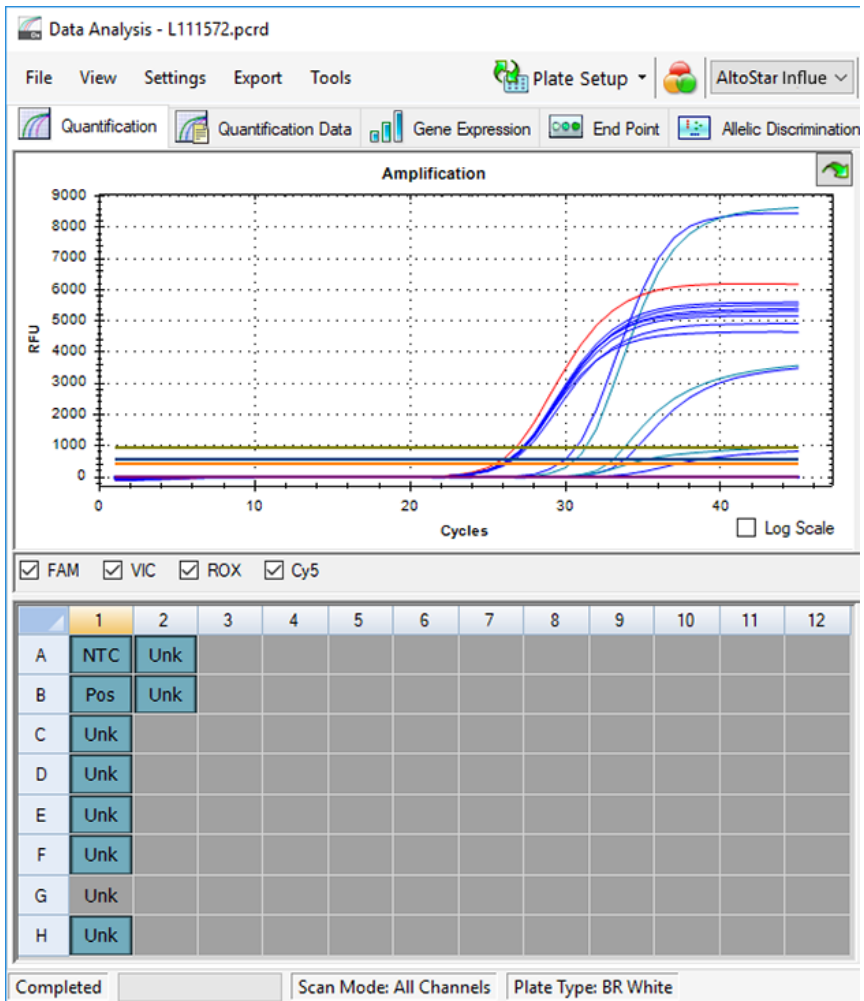 Data Analysis - L111572.pcrd
File View Settings Export Tools Plate Setup AltoStar Influe
Quantification Quantification Data Gene Expression End Point Allelic Discrimination
Amplification
9000
8000
7000
6000
5000
4000
3000
2000
1000
0
RFU
0 10 20 30 40
Cycles
Log Scale
FAM VIC ROX Cy5
1 2 3 4 5 6 7 8 9 10 11 12
A NTC Unk
B Pos Unk
C Unk
D Unk
E Unk
F Unk
G Unk
H Unk
Completed Scan Mode: All Channels Plate Type: BR White